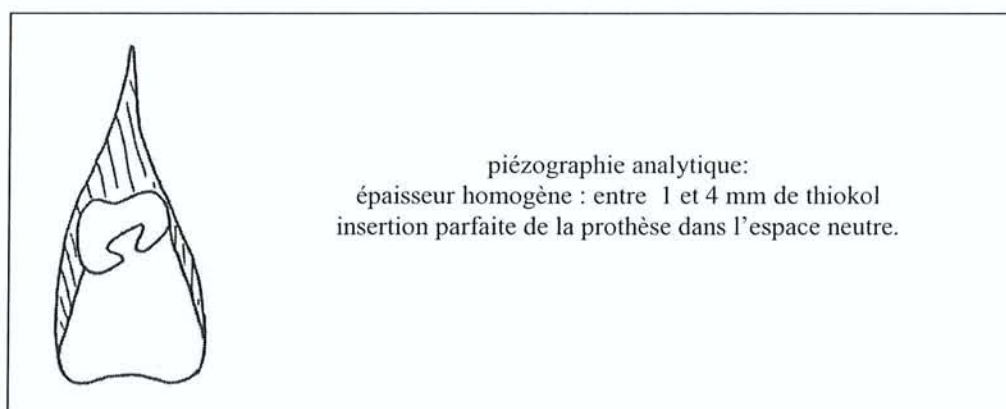 piézographie analytique:
épaisseur homogène : entre 1 et 4 mm de thiokol
insertion parfaite de la prothèse dans l'espace neutre.